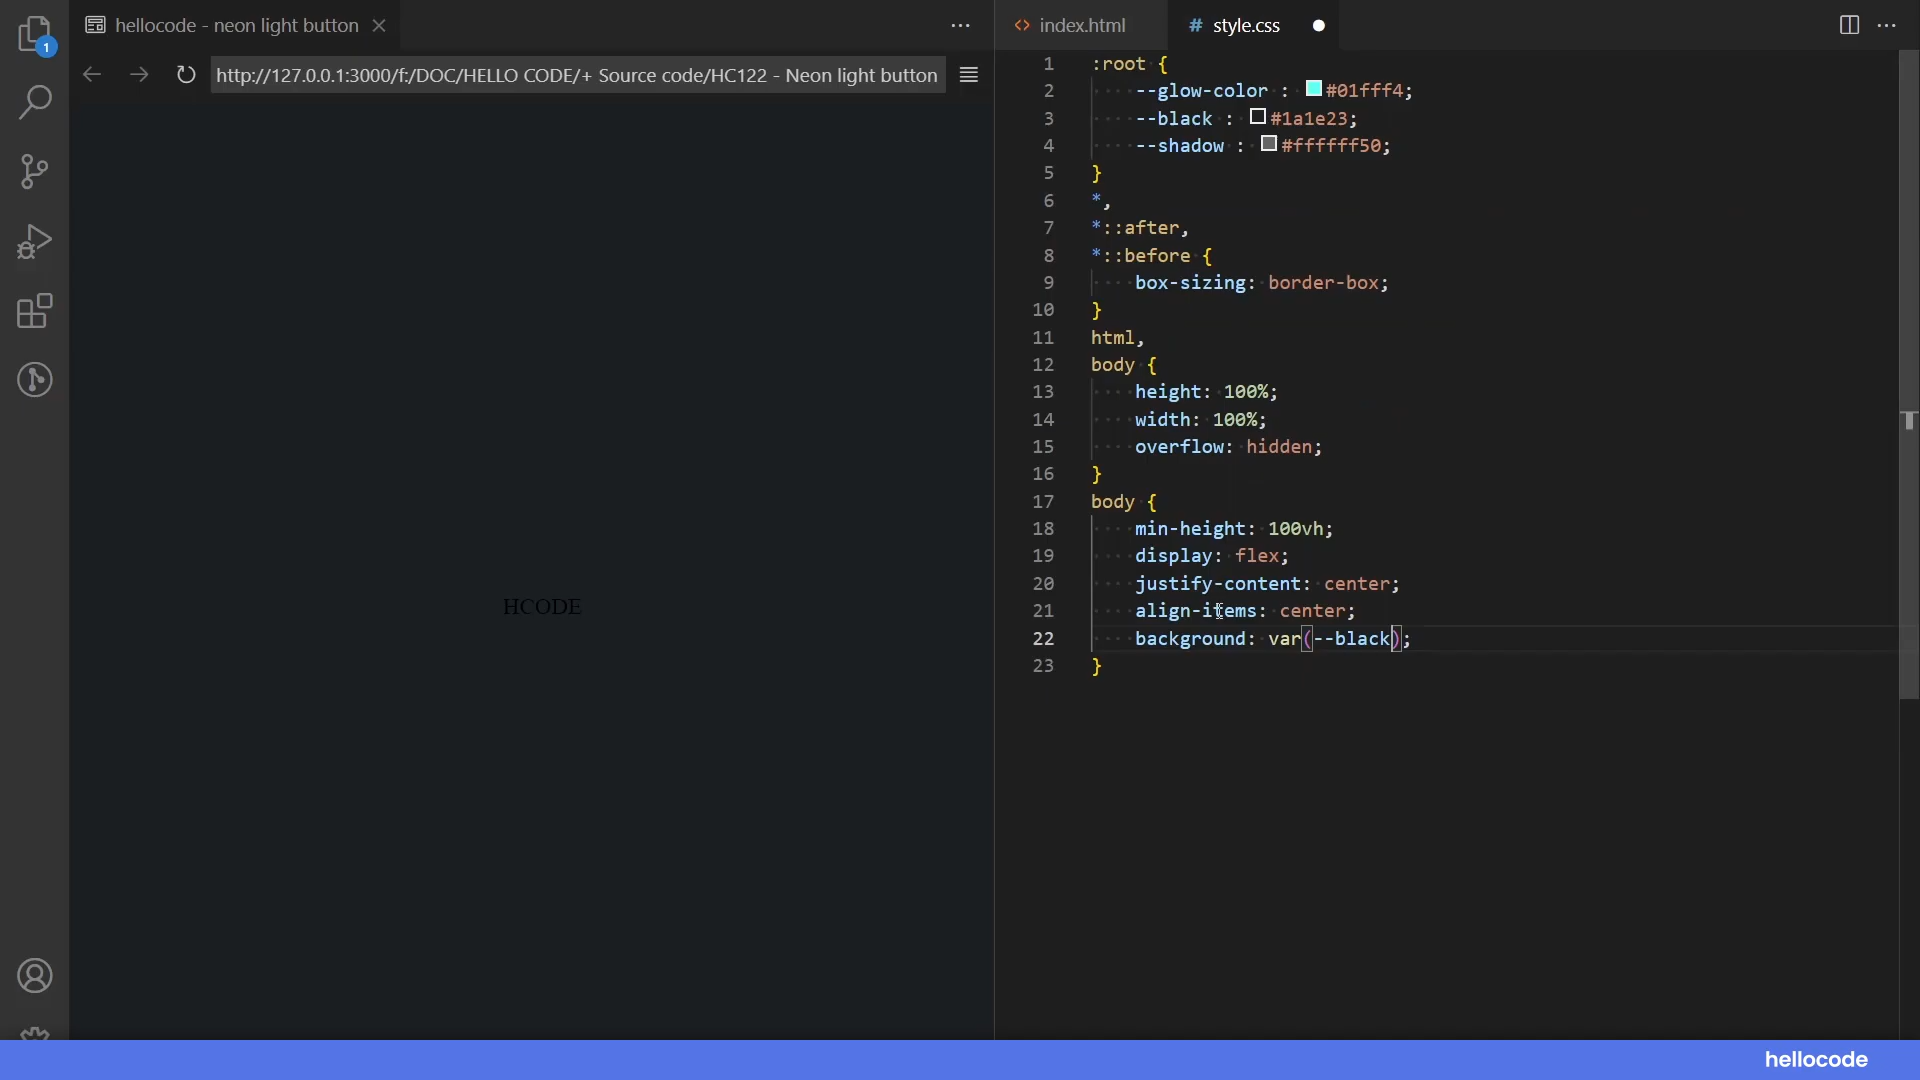 hellocode - neon light button
index.html
# style.css
http://127.0.0.1:3000/f:/DOC/HELLO CODE/+ Source code/HC122 - Neon light button
1
HCODE
1 :root {
2 --glow-color : #01fff4;
3 --black : #1a1e23;
4 --shadow : #ffffff50;
5 }
6 *,
7 *::after,
8 *::before {
9 box-sizing: border-box;
10 }
11 html,
12 body {
13 height: 100%;
14 width: 100%;
15 overflow: hidden;
16 }
17 body {
18 min-height: 100vh;
19 display: flex;
20 justify-content: center;
21 align-items: center;
22 background: var(--black);
23 }
hellocode